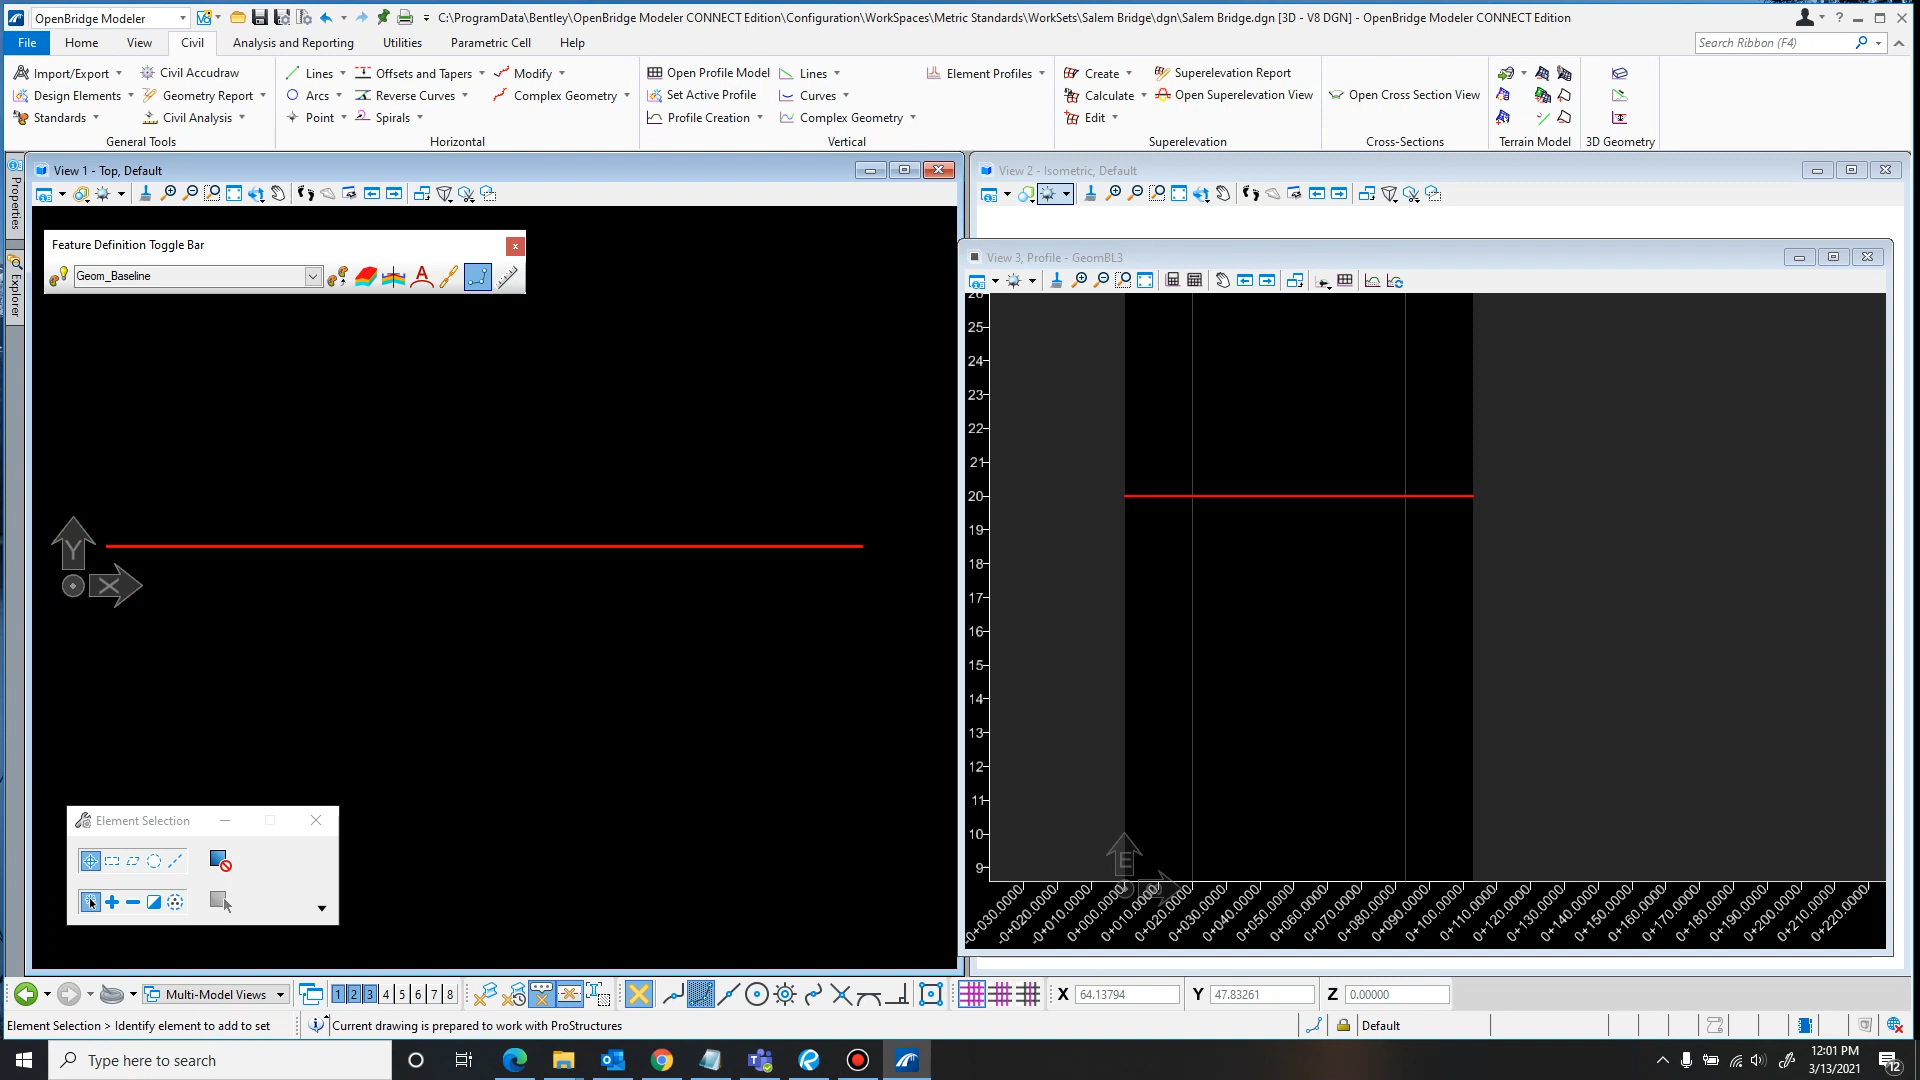 OpenBridge Modeler
C:\ProgramData\Bentley\OpenBridge Modeler CONNECT Edition\Configuration\WorkSpaces\Metric Standards\WorkSets\Salem Bridge\dgn\Salem Bridge.dgn [3D - V8 DGN] - OpenBridge Modeler CONNECT Edition
File Home View Civil Analysis and Reporting Utilities Parametric Cell Help
Search Ribbon (F4)
Import/Export Civil Accudraw Lines Offsets and Tapers Modify Open Profile Model Lines Element Profiles Create Superelevation Report
Design Elements Geometry Report Arcs Reverse Curves Complex Geometry Set Active Profile Curves Calculate Open Superelevation View Open Cross Section View
Standards Civil Analysis Point Spirals Profile Creation Complex Geometry Edit
General Tools Horizontal Vertical Superelevation Cross-Sections Terrain Model 3D Geometry
Properties
Explorer
View 1 - Top, Default
Feature Definition Toggle Bar
Geom_Baseline
Y
X
Element Selection
View 2 - Isometric, Default
View 3, Profile - GeomBL3
26
25
24
23
22
21
20
19
18
17
16
15
14
13
12
11
10
9
E
-0+030.0000
-0+020.0000
-0+010.0000
0+000.0000
0+010.0000
0+020.0000
0+030.0000
0+040.0000
0+050.0000
0+060.0000
0+070.0000
0+080.0000
0+090.0000
0+100.0000
0+110.0000
0+120.0000
0+130.0000
0+140.0000
0+150.0000
0+160.0000
0+170.0000
0+180.0000
0+190.0000
0+200.0000
0+210.0000
0+220.0000
Multi-Model Views 1 2 3 4 5 6 7 8 X 64.13794 Y 47.83261 Z 0.00000
Element Selection > Identify element to add to set Current drawing is prepared to work with ProStructures Default
Type here to search
12:01 PM
3/13/2021
12